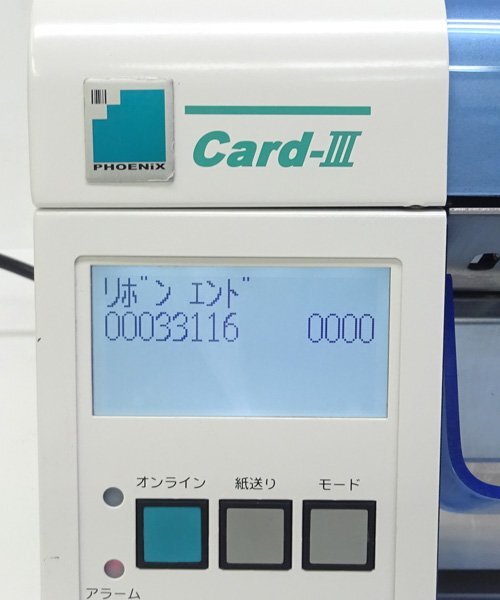 PHOENiX
Card-III
ﾘﾎﾞﾝ ｴﾝﾄﾞ
00033116 0000
オンライン 紙送り モード
アラーム